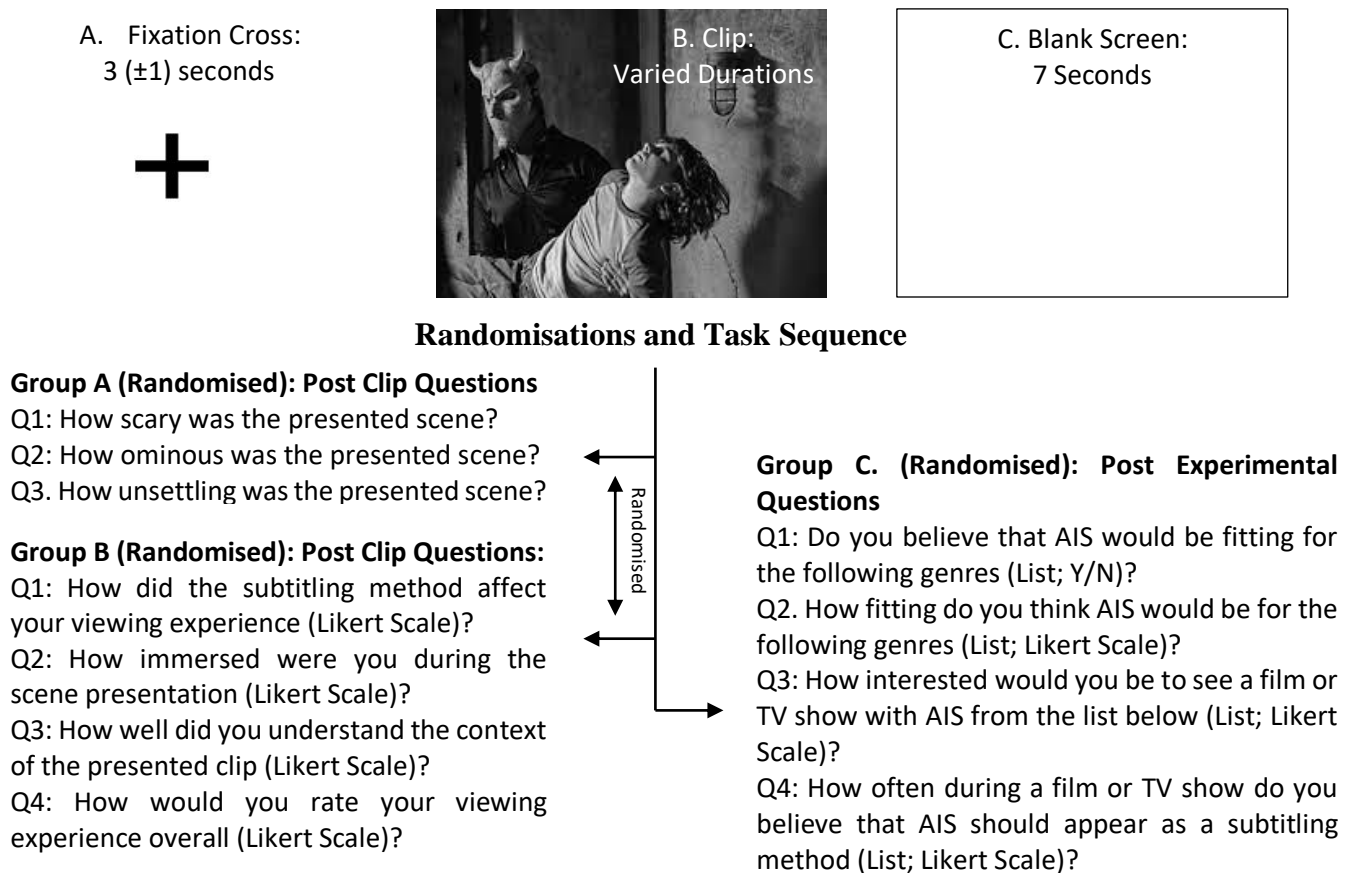 A. Fixation Cross:
3 (±1) seconds
B. Clip:
Varied Durations
C. Blank Screen:
7 Seconds
Randomisations and Task Sequence
Group A (Randomised): Post Clip Questions
Q1: How scary was the presented scene?
Q2: How ominous was the presented scene?
Q3. How unsettling was the presented scene?
Group B (Randomised): Post Clip Questions:
Q1: How did the subtitling method affect
your viewing experience (Likert Scale)?
Q2: How immersed were you during the
scene presentation (Likert Scale)?
Q3: How well did you understand the context
of the presented clip (Likert Scale)?
Q4: How would you rate your viewing
experience overall (Likert Scale)?
Randomised
Group C. (Randomised): Post Experimental
Questions
Q1: Do you believe that AIS would be fitting for
the following genres (List; Y/N)?
Q2. How fitting do you think AIS would be for the
following genres (List; Likert Scale)?
Q3: How interested would you be to see a film or
TV show with AIS from the list below (List; Likert
Scale)?
Q4: How often during a film or TV show do you
believe that AIS should appear as a subtitling
method (List; Likert Scale)?